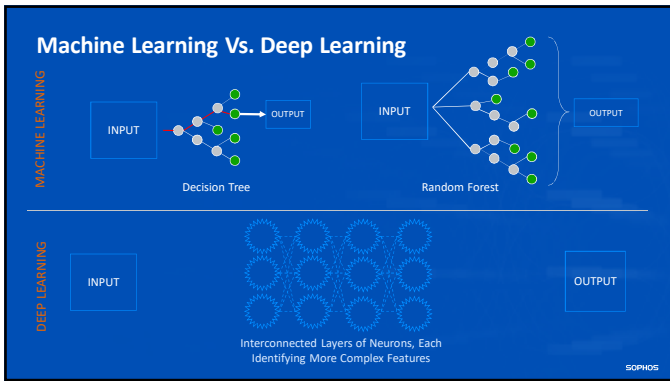 Machine Learning Vs. Deep Learning
MACHINE LEARNING
INPUT
OUTPUT
Decision Tree
INPUT
OUTPUT
Random Forest
DEEP LEARNING
INPUT
OUTPUT
Interconnected Layers of Neurons, Each
Identifying More Complex Features
SOPHOS